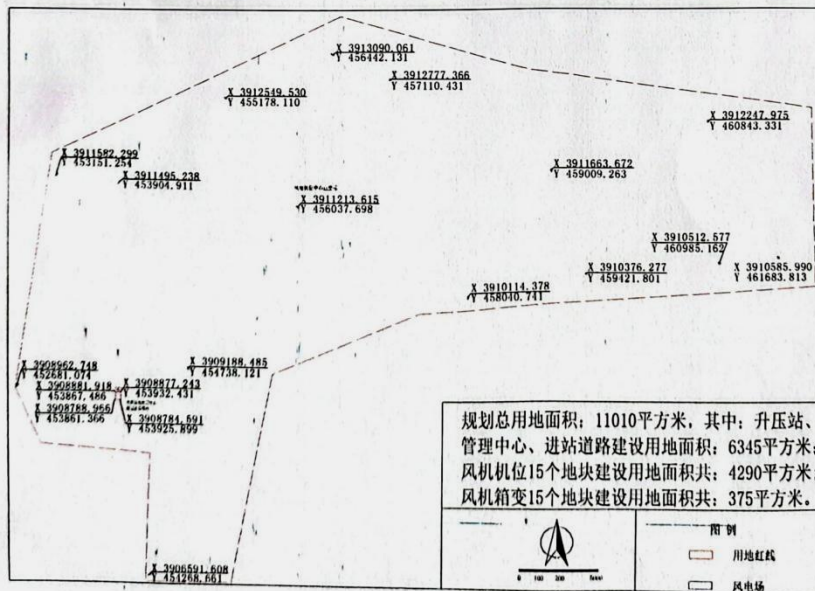 X 3913090.061
Y 456442.131
X 3912777.366
Y 457110.431
X 3912549.530
Y 455178.110
X 3912247.975
Y 460843.331
X 3911582.299
Y 453151.254
X 3911495.238
Y 453904.911
X 3911663.672
Y 459009.263
X 3911213.615
Y 456037.698
X 3910512.577
Y 460985.162
X 3910376.277
Y 459421.801
X 3910585.990
Y 461683.813
X 3910114.378
Y 458040.741
X 3908962.748
Y 452681.074
X 3909188.485
Y 454738.121
X 3908881.918
Y 453867.486
X 3908877.243
Y 453932.431
X 3908788.966
Y 453861.366
X 3908784.591
Y 453925.899
X 3906591.608
Y 454268.661
规划总用地面积：11010平方米，其中：升压站、
管理中心、进站道路建设用地面积：6345平方米；
风机机位15个地块建设用地面积共：4290平方米
风机箱变15个地块建设用地面积共：375平方米。
图例
用地红线
风电场
0 100 200